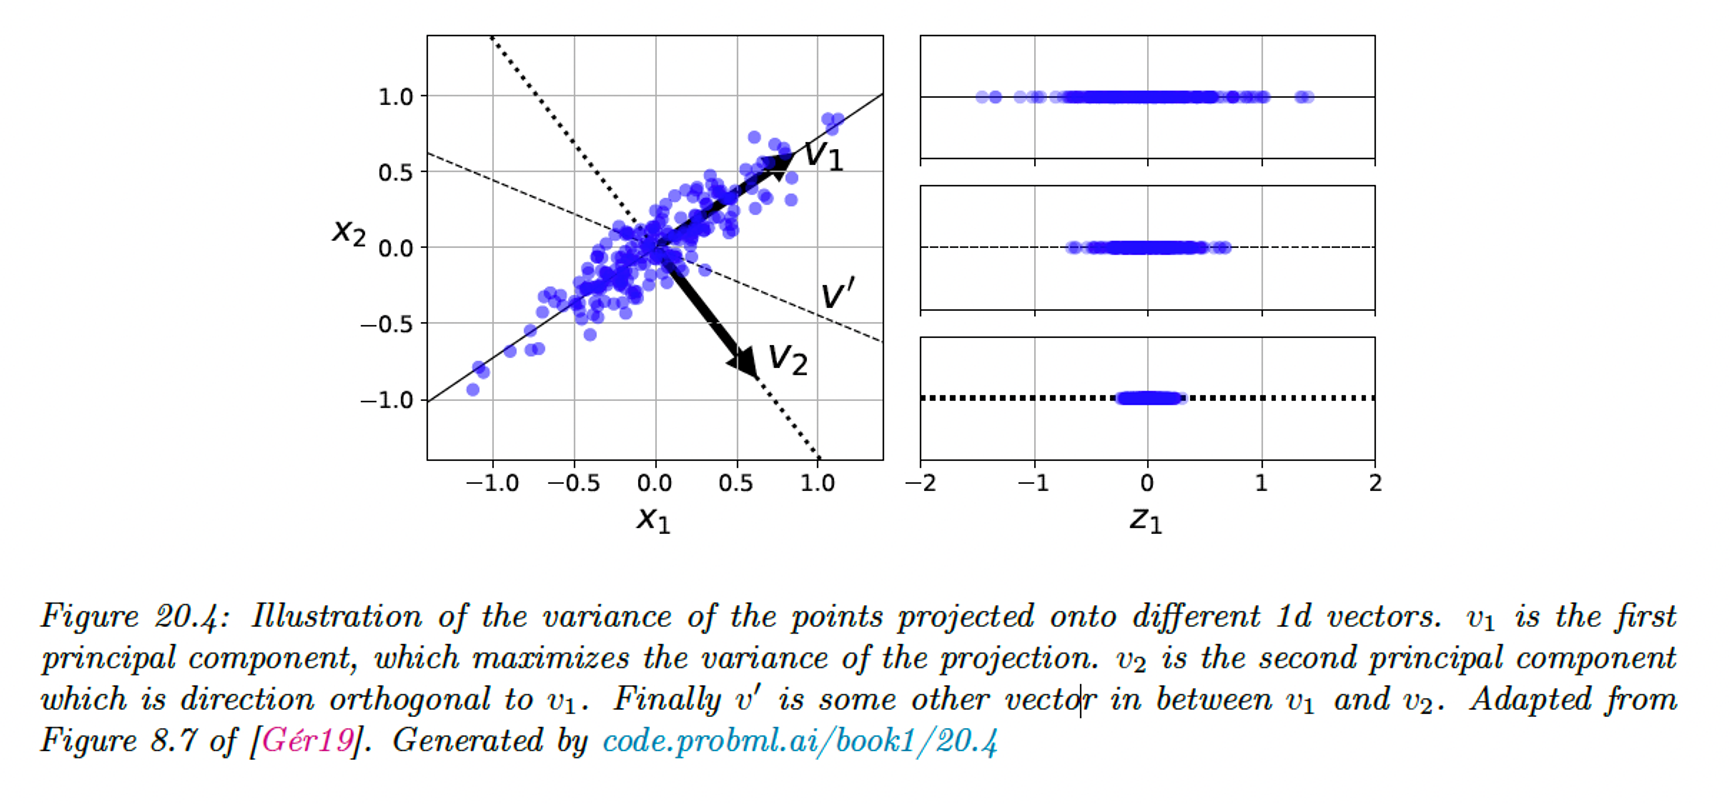 1.0
0.5
0.0
−0.5
−1.0
x2
v1
V′
v2
−1.0 −0.5 0.0 0.5 1.0
x1
−2 −1 0 1 2
z1
Figure 20.4: Illustration of the variance of the points projected onto different 1d vectors. v1 is the first
principal component, which maximizes the variance of the projection. v2 is the second principal component
which is direction orthogonal to v1. Finally v′ is some other vector in between v1 and v2. Adapted from
Figure 8.7 of [Gér19]. Generated by code.probml.ai/book1/20.4